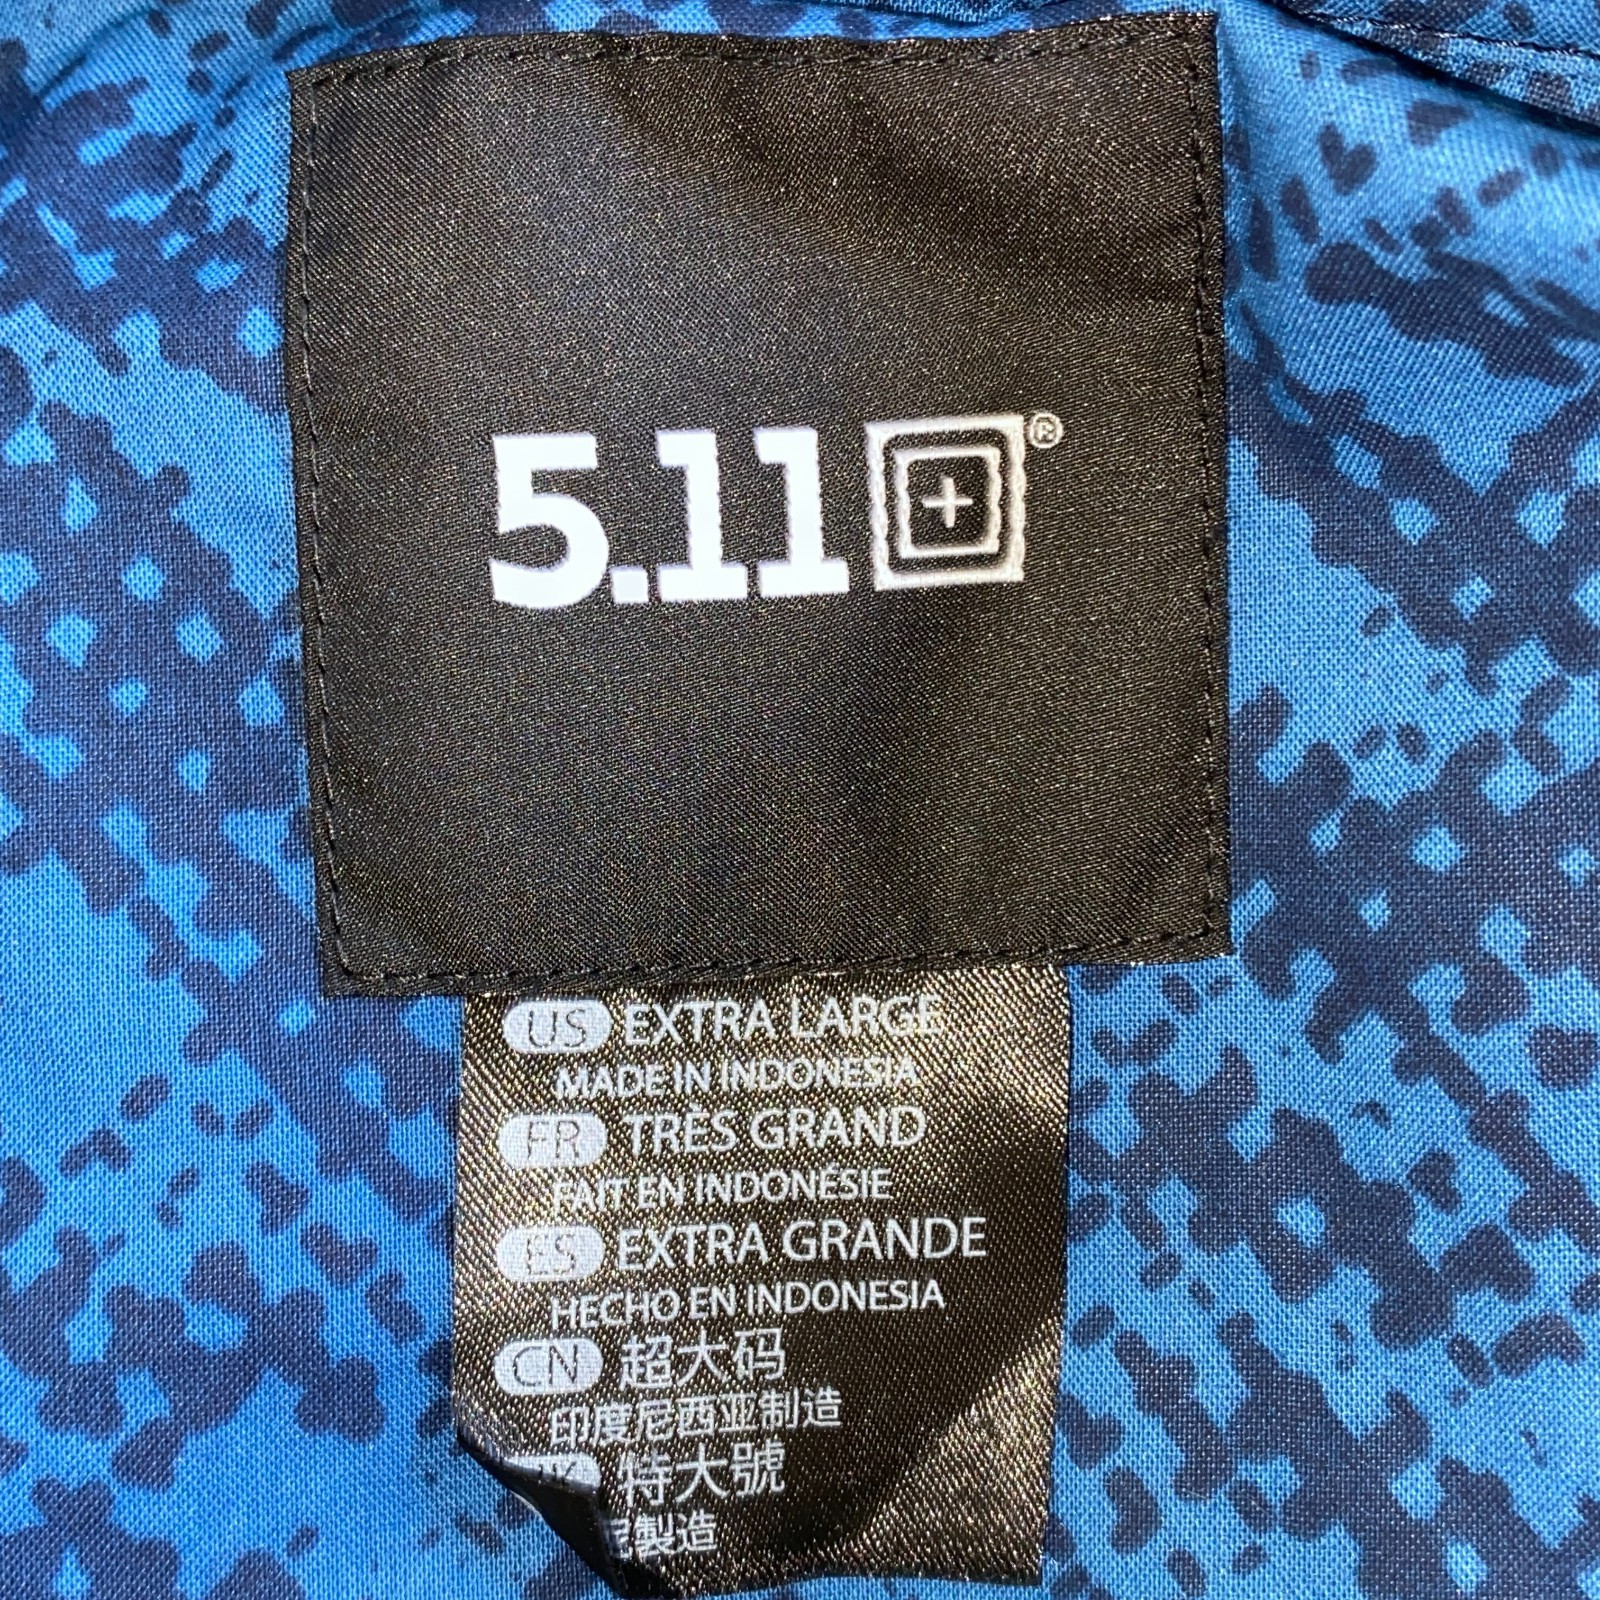 5.11®
US EXTRA LARGE
MADE IN INDONESIA
FR TRÈS GRAND
FAIT EN INDONÉSIE
ES EXTRA GRANDE
HECHO EN INDONESIA
CN 超大码
印度尼西亚制造
特大號
製造